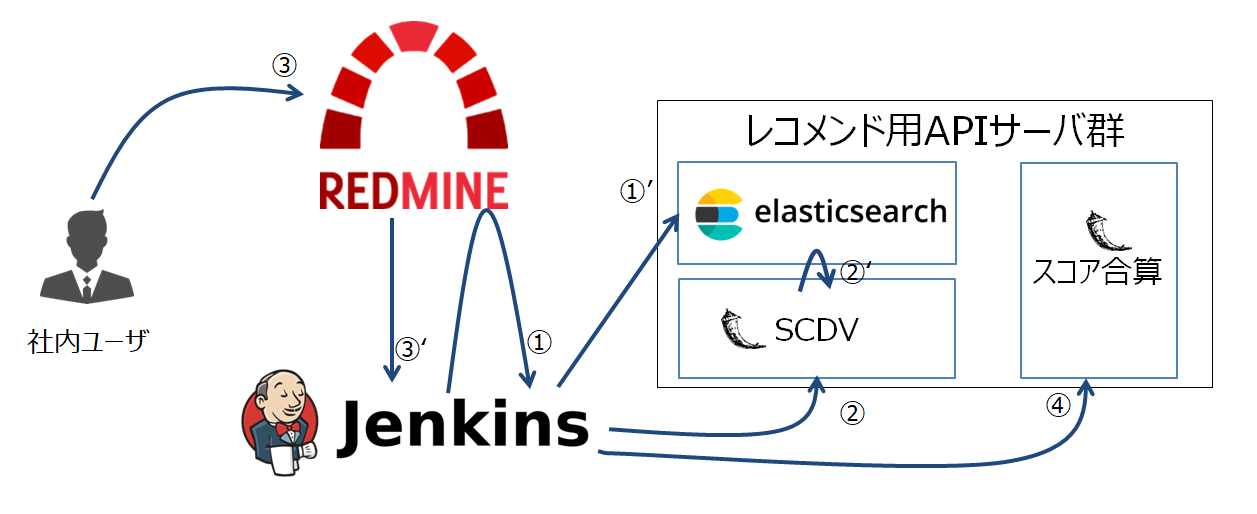 ③
REDMINE
レコメンド用APIサーバ群
①’
elasticsearch
②‘
スコア合算
SCDV
社内ユーザ
③‘
①
Jenkins
②
④